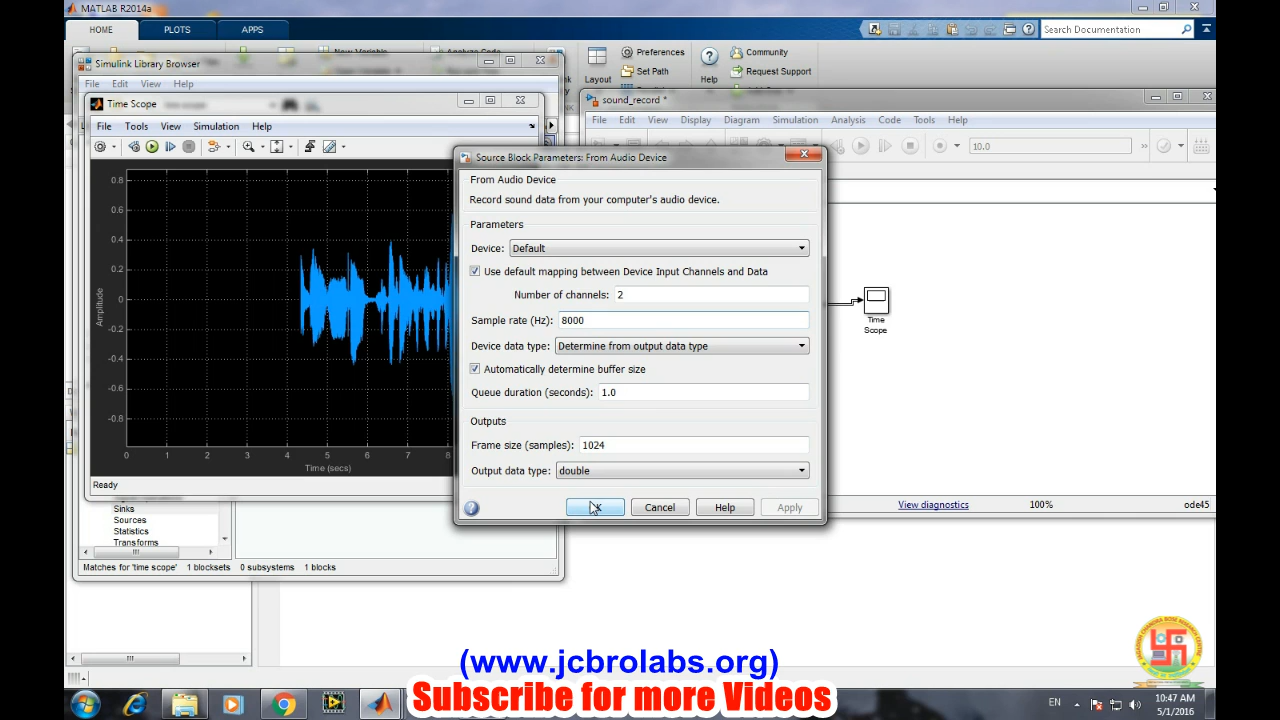 MATLAB R2014a
HOME
PLOTS
APPS
Search Documentation
New Variable
Analyze Code
Preferences
Set Path
Layout
Help
Community
Request Support
Simulink Library Browser
File Edit View Help
Time Scope
File Tools View Simulation Help
0.8
0.6
0.4
0.2
0
-0.2
-0.4
-0.6
-0.8
Amplitude
0 1 2 3 4 5 6 7 8
Time (secs)
Ready
Sinks
Sources
Statistics
Transforms
Matches for 'time scope' 1 blocksets 0 subsystems 1 blocks
sound_record *
File Edit View Display Diagram Simulation Analysis Code Tools Help
10.0
Time
Scope
View diagnostics
100%
ode45
Source Block Parameters: From Audio Device
From Audio Device
Record sound data from your computer's audio device.
Parameters
Device: Default
Use default mapping between Device Input Channels and Data
Number of channels: 2
Sample rate (Hz): 8000
Device data type: Determine from output data type
Automatically determine buffer size
Queue duration (seconds): 1.0
Outputs
Frame size (samples): 1024
Output data type: double
Cancel
Help
Apply
(www.jcbrolabs.org)
Subscribe for more Videos
EN
10:47 AM
5/1/2016